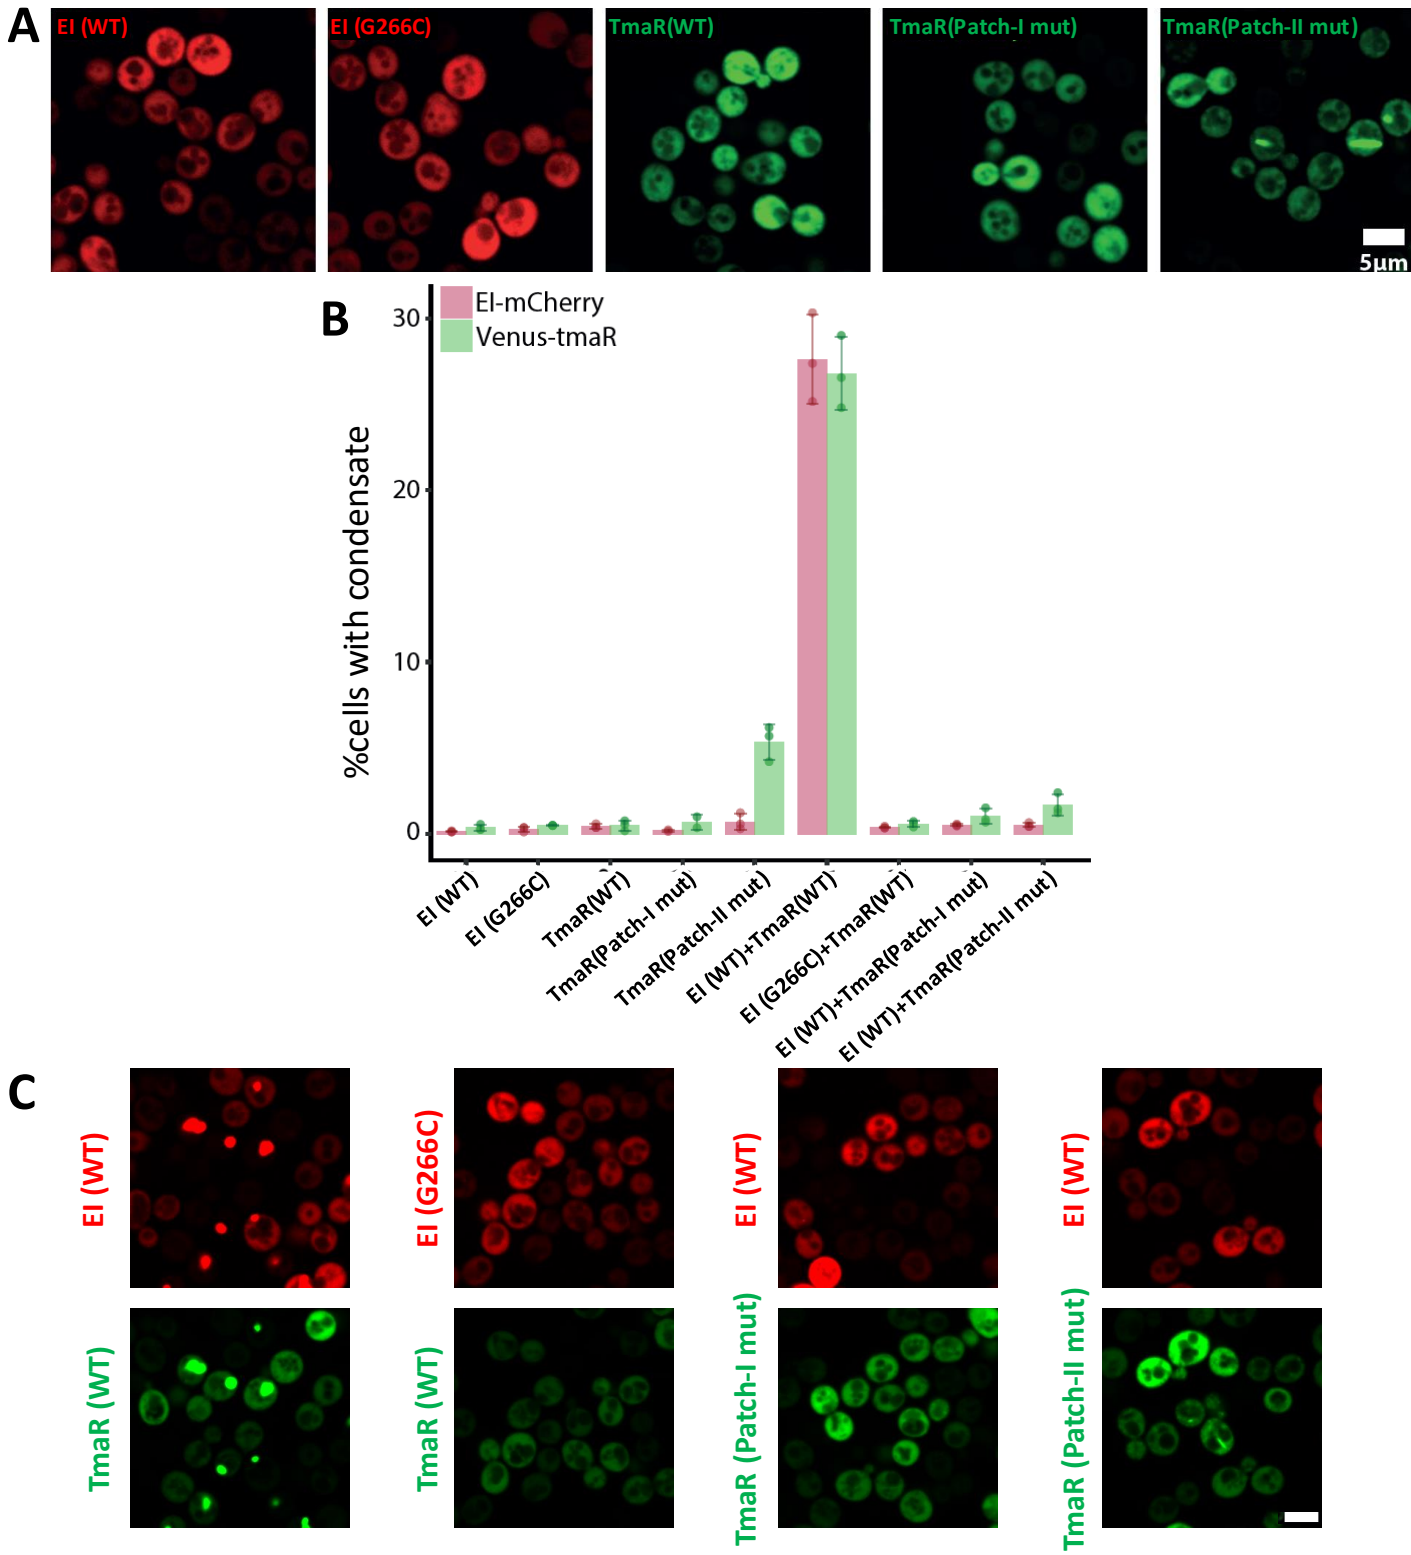 A
EI (WT)
EI (G266C)
TmaR(WT)
TmaR(Patch-I mut)
TmaR(Patch-II mut)
5μm
B
EI-mCherry
Venus-tmaR
%cells with condensate
30
20
10
0
EI (WT)
EI (G266C)
TmaR(WT)
TmaR(Patch-I mut)
TmaR(Patch-II mut)
EI (WT)+TmaR(WT)
EI (G266C)+TmaR(WT)
EI (WT)+TmaR(Patch-I mut)
EI (WT)+TmaR(Patch-II mut)
C
EI (WT)
EI (G266C)
EI (WT)
EI (WT)
TmaR (WT)
TmaR (WT)
TmaR (Patch-I mut)
TmaR (Patch-II mut)